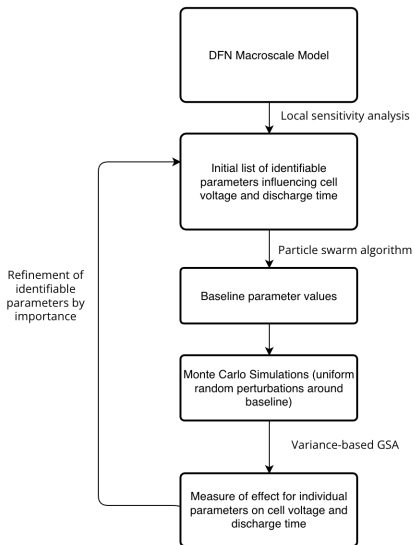 DFN Macroscale Model
Local sensitivity analysis
Initial list of identifiable
parameters influencing cell
voltage and discharge time
Particle swarm algorithm
Refinement of
identifiable
parameters by
importance
Baseline parameter values
Monte Carlo Simulations (uniform
random perturbations around
baseline)
Variance-based GSA
Measure of effect for individual
parameters on cell voltage and
discharge time